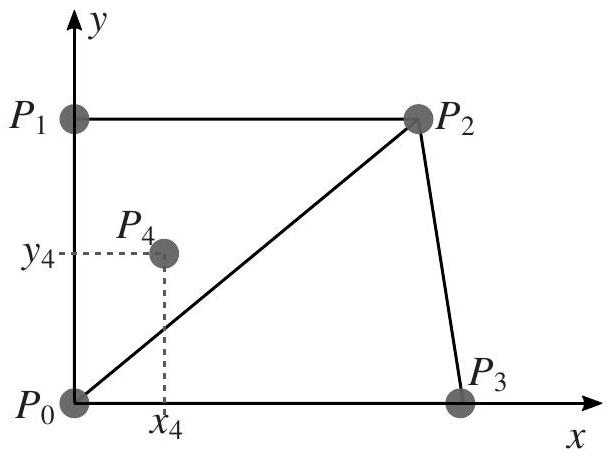 y
P₁
P₂
P₄
y₄
P₃
P₀
x₄
x